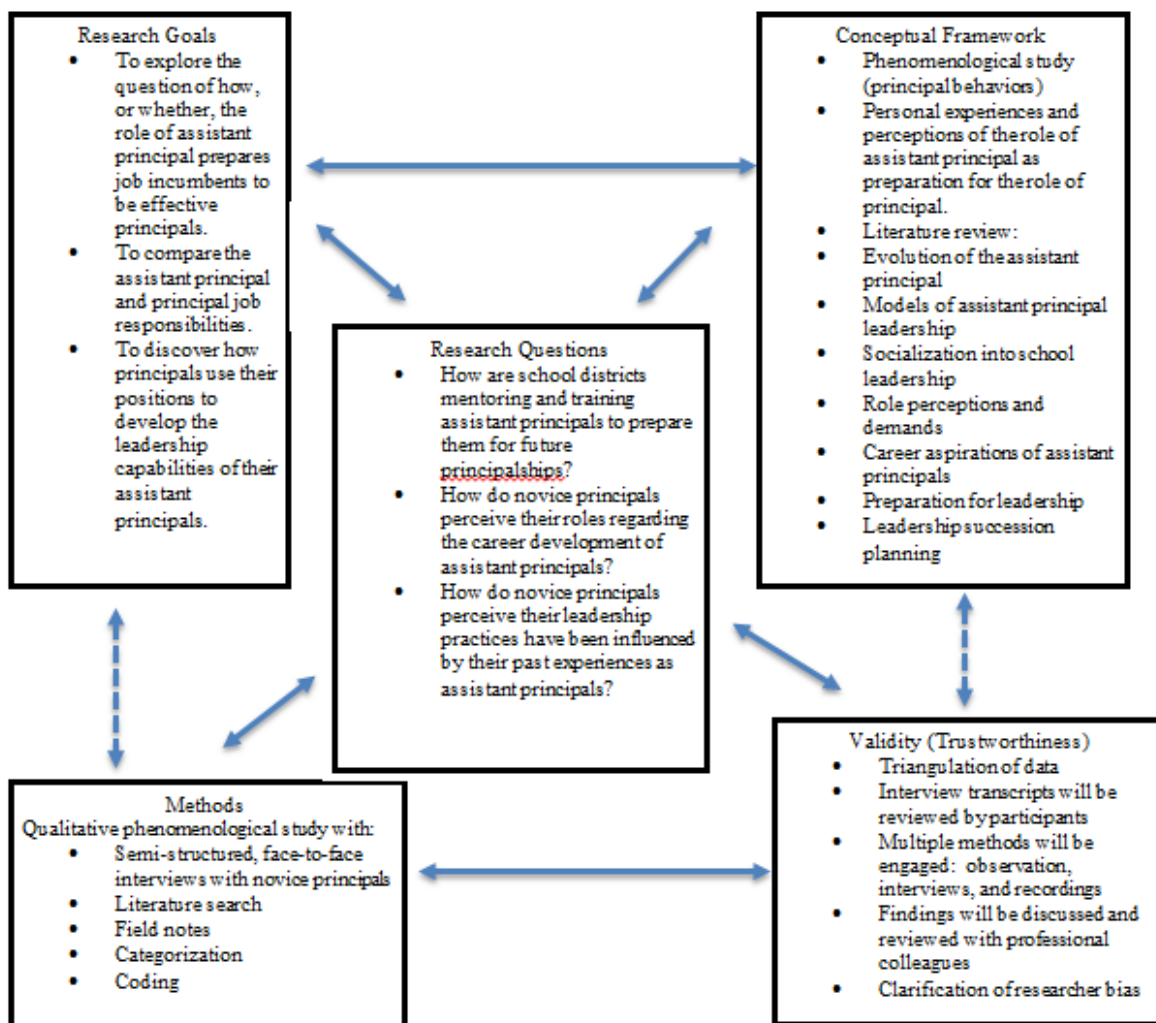 Research Goals
• To explore the
question of how,
or whether, the
role of assistant
principal prepares
job incumbents to
be effective
principals.
• To compare the
assistant principal
and principal job
responsibilities.
• To discover how
principals use their
positions to
develop the
leadership
capabilities of their
assistant
principals.
Conceptual Framework
• Phenomenological study
(principal behaviors)
• Personal experiences and
perceptions of the role of
assistant principal as
preparation for the role of
principal.
• Literature review:
• Evolution of the assistant
principal
• Models of assistant principal
leadership
• Socialization into school
leadership
• Role perceptions and
demands
• Career aspirations of assistant
principals
• Preparation for leadership
• Leadership succession
planning
Research Questions
• How are school districts
mentoring and training
assistant principals to prepare
them for future
principalships?
• How do novice principals
perceive their roles regarding
the career development of
assistant principals?
• How do novice principals
perceive their leadership
practices have been influenced
by their past experiences as
assistant principals?
Methods
Qualitative phenomenological study with:
• Semi-structured, face-to-face
interviews with novice principals
• Literature search
• Field notes
• Categorization
• Coding
Validity (Trustworthiness)
• Triangulation of data
• Interview transcripts will be
reviewed by participants
• Multiple methods will be
engaged: observation,
interviews, and recordings
• Findings will be discussed and
reviewed with professional
colleagues
• Clarification of researcher bias